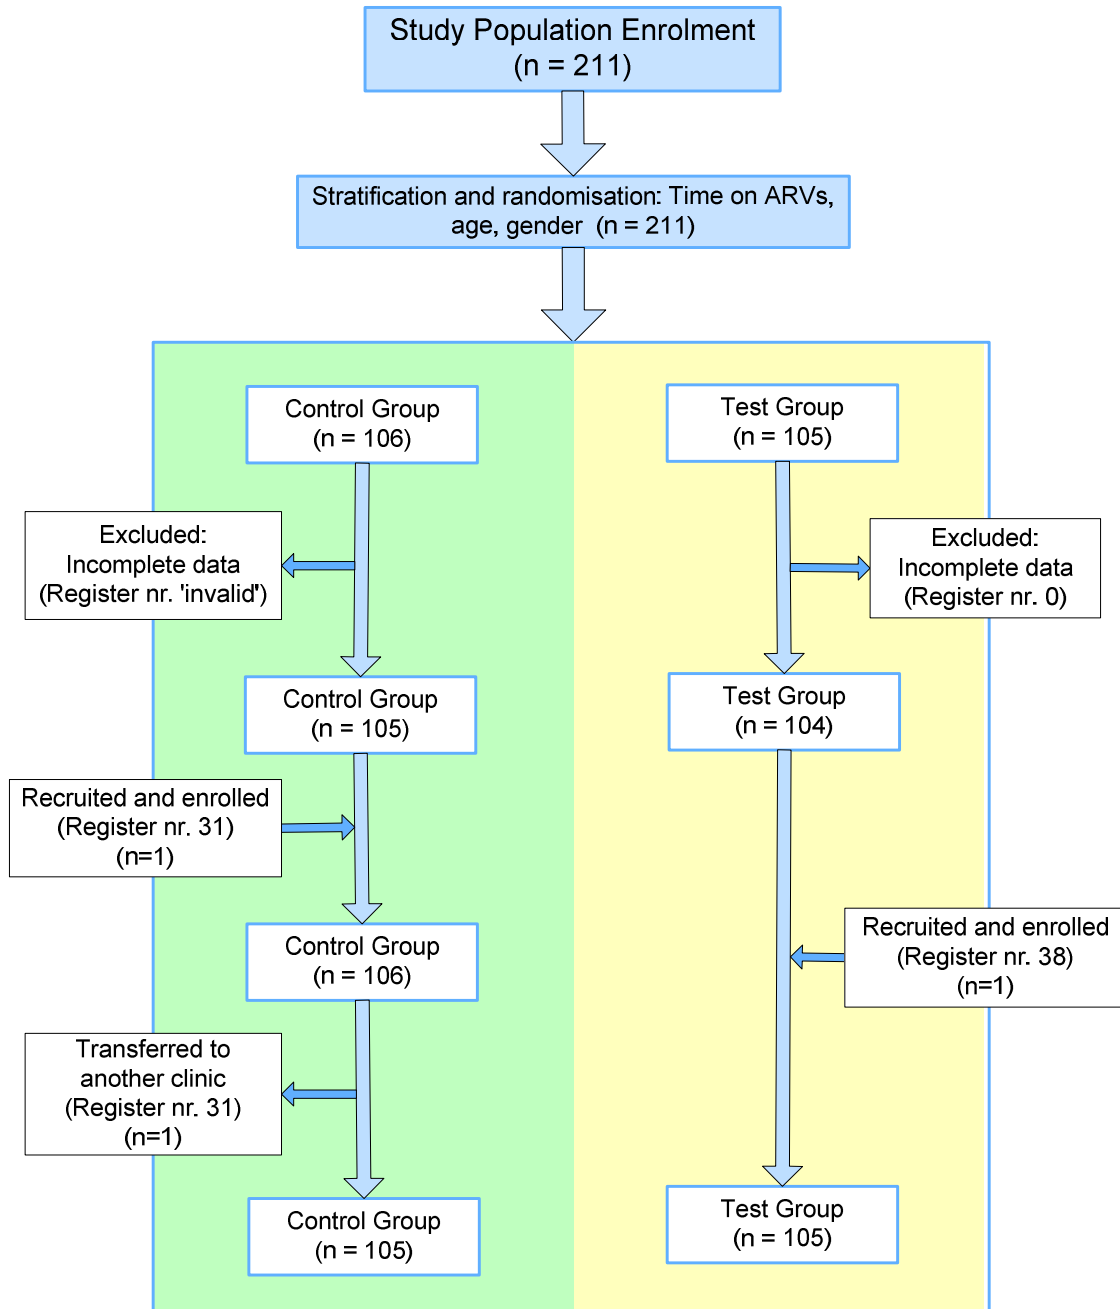 Study Population Enrolment
(n = 211)
Stratification and randomisation: Time on ARVs,
age, gender (n = 211)
Control Group
(n = 106)
Test Group
(n = 105)
Excluded:
Incomplete data
(Register nr. 'invalid')
Excluded:
Incomplete data
(Register nr. 0)
Control Group
(n = 105)
Test Group
(n = 104)
Recruited and enrolled
(Register nr. 31)
(n=1)
Control Group
(n = 106)
Recruited and enrolled
(Register nr. 38)
(n=1)
Transferred to
another clinic
(Register nr. 31)
(n=1)
Control Group
(n = 105)
Test Group
(n = 105)